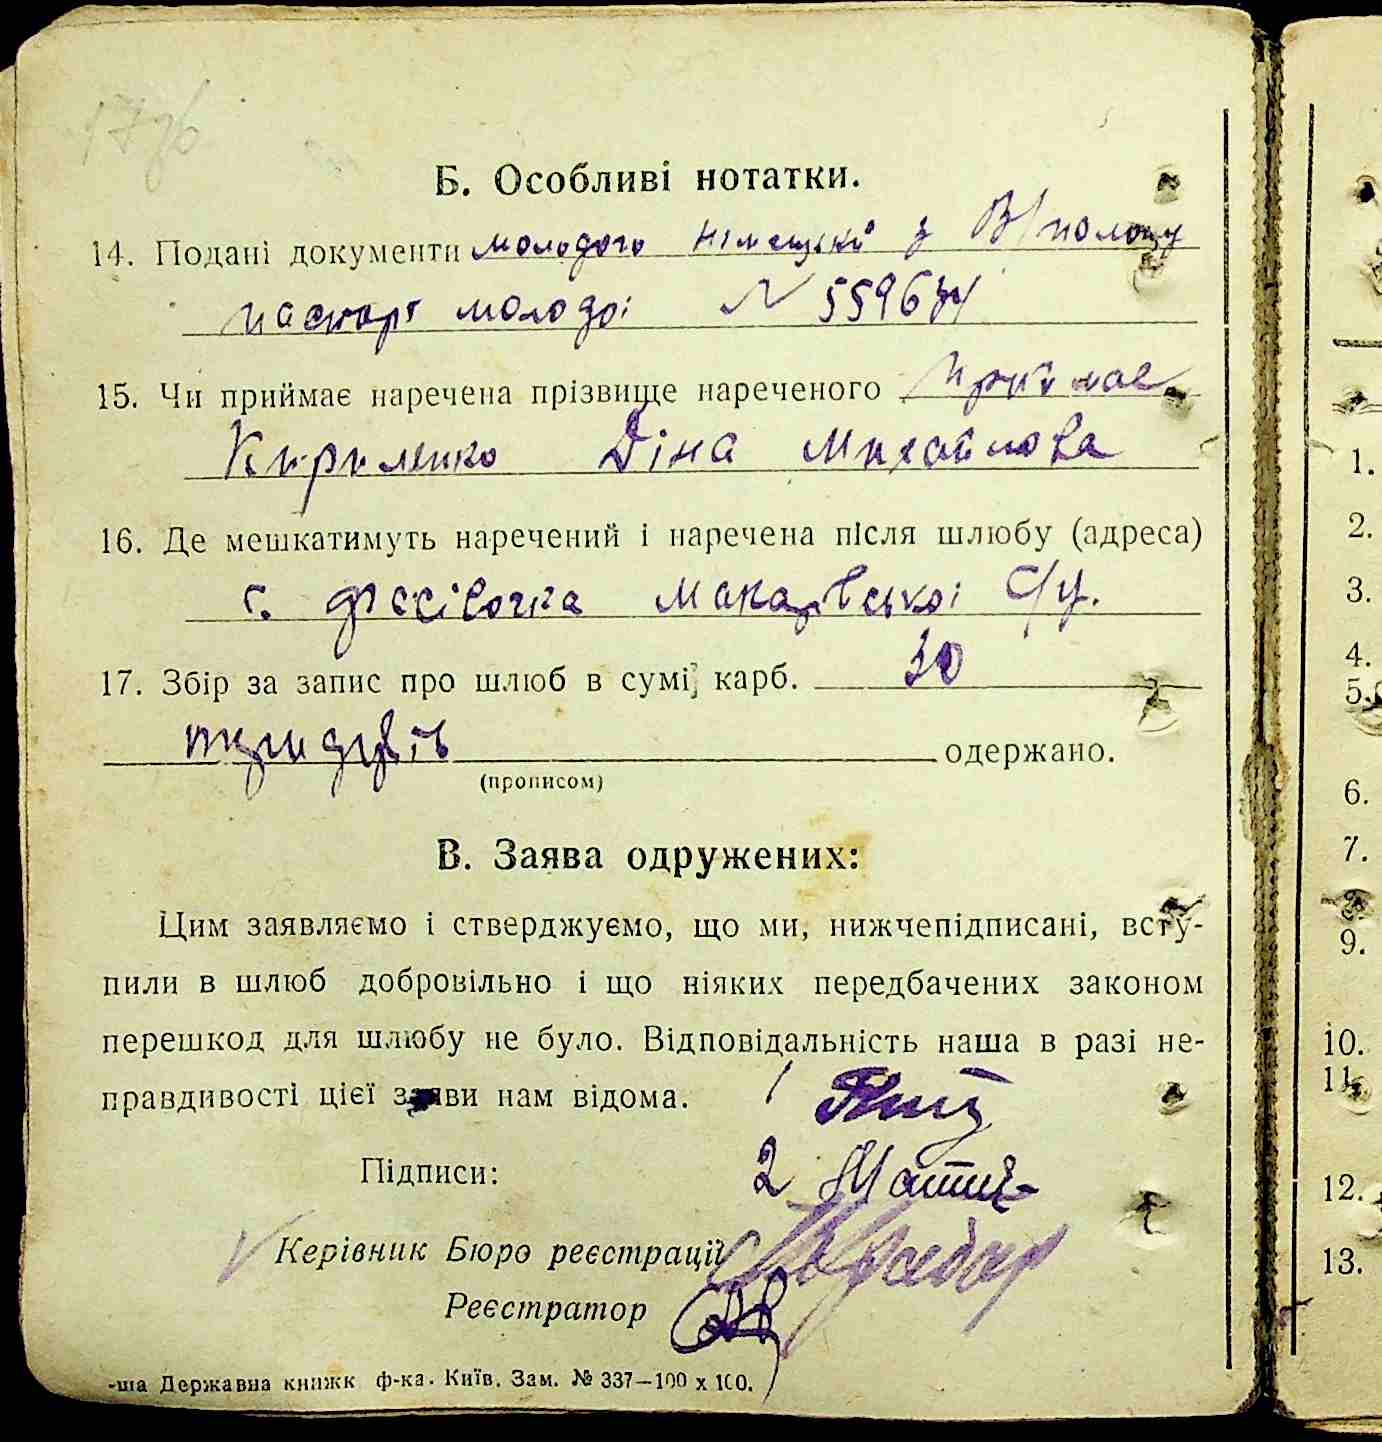 Б. Особливі нотатки.
14. Подані документи молодого німецький з В/полону
паспорт молодої № 5596
15. Чи приймає наречена прізвище нареченого приймає
Кириленко Діна Михайлова
16. Де мешкатимуть наречений і наречена після шлюбу (адреса)
с. Фасівочка Макарівської с/у.
17. Збір за запис про шлюб в сумі карб. 30
тридцять одержано.
(прописом)
В. Заява одружених:
Цим заявляємо і стверджуємо, що ми, нижчепідписані, всту-
пили в шлюб добровільно і що ніяких передбачених законом
перешкод для шлюбу не було. Відповідальність наша в разі не-
правдивості цієї заяви нам відома. 1
Підписи: 2
Керівник Бюро реєстрації
Реєстратор
-ша Державна книжк ф-ка. Київ. Зам. № 337—100 х 100.
1.
2.
3.
4.
5.
6.
7.
8.
9.
10.
11.
12.
13.